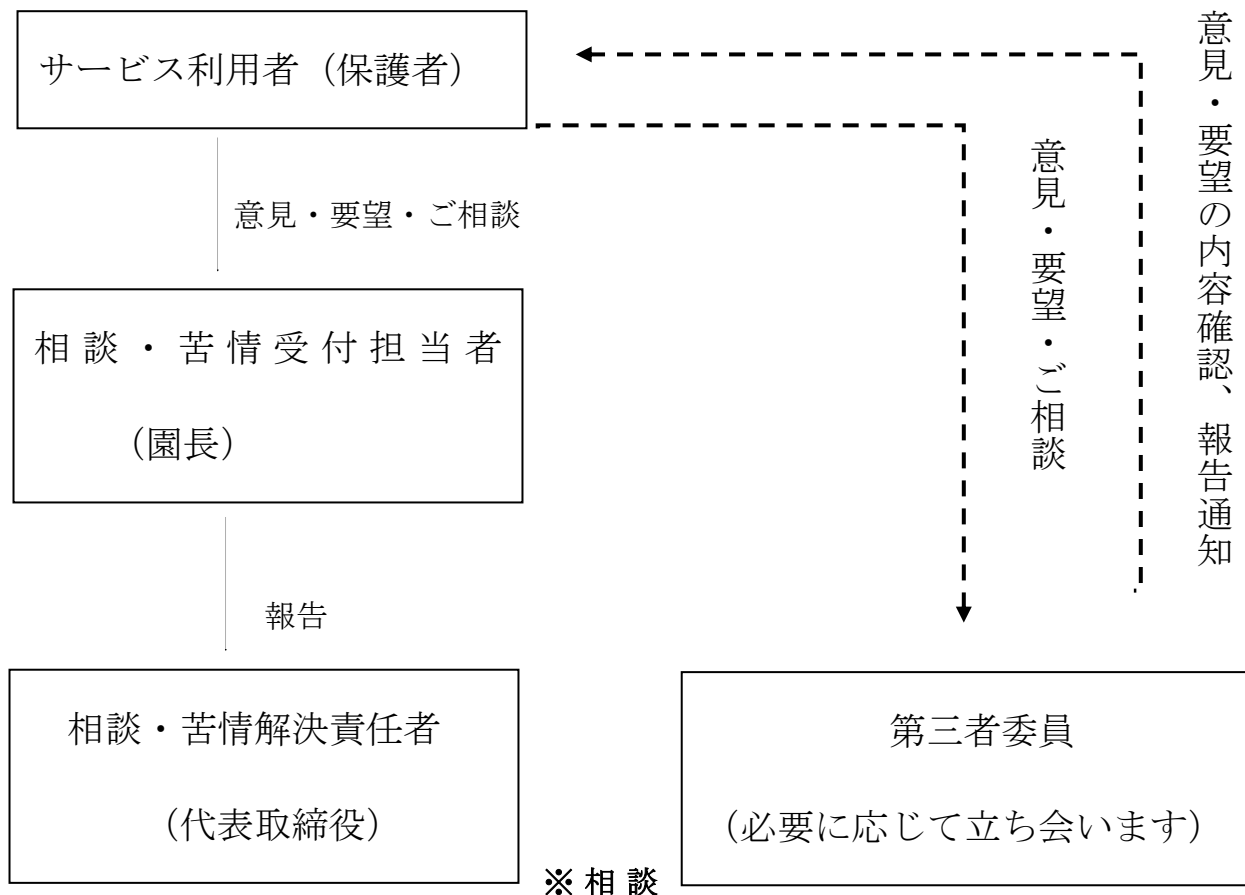 サービス利用者（保護者）
意見・要望・ご相談
相談・苦情受付担当者
（園長）
報告
相談・苦情解決責任者
（代表取締役）
意見・要望・ご相談
意見・要望の内容確認、報告通知
第三者委員
（必要に応じて立ち会います）
※相談